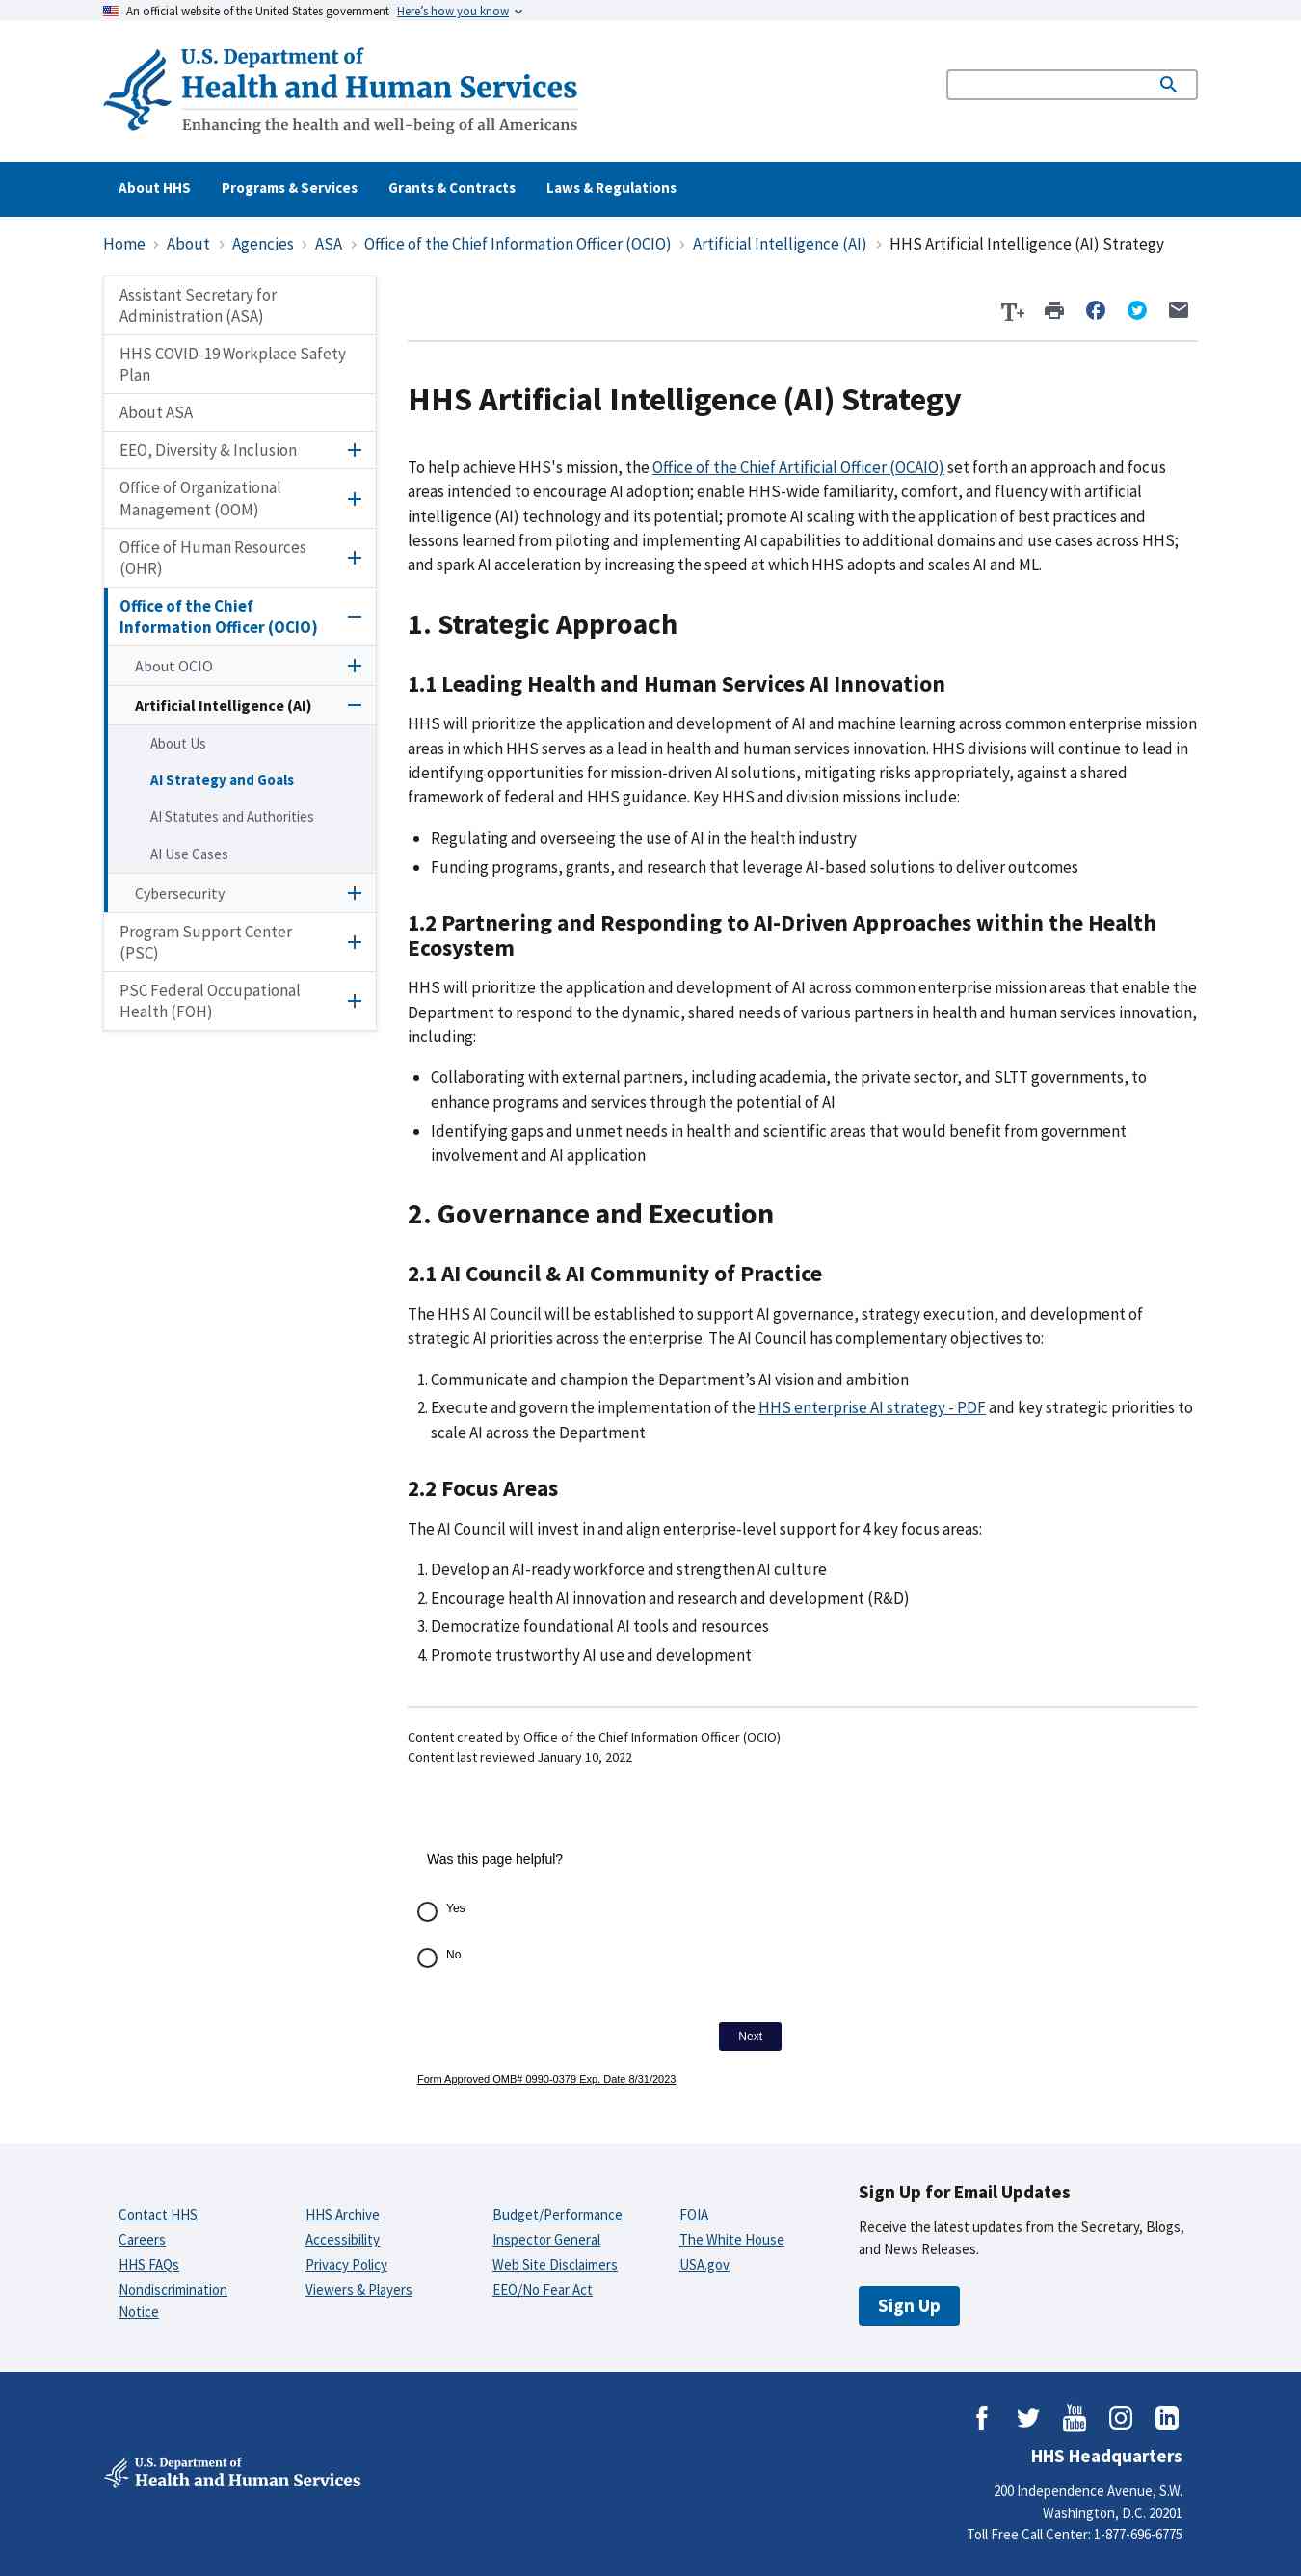 An official website of the United States government Here’s how you know
U.S. Department of
Health and Human Services
Enhancing the health and well-being of all Americans
About HHS Programs & Services Grants & Contracts Laws & Regulations
Home › About › Agencies › ASA › Office of the Chief Information Officer (OCIO) › Artificial Intelligence (AI) › HHS Artificial Intelligence (AI) Strategy
Assistant Secretary for
Administration (ASA)
HHS COVID-19 Workplace Safety
Plan
About ASA
EEO, Diversity & Inclusion
Office of Organizational
Management (OOM)
Office of Human Resources
(OHR)
Office of the Chief
Information Officer (OCIO)
About OCIO
Artificial Intelligence (AI)
About Us
AI Strategy and Goals
AI Statutes and Authorities
AI Use Cases
Cybersecurity
Program Support Center
(PSC)
PSC Federal Occupational
Health (FOH)
T+
HHS Artificial Intelligence (AI) Strategy
To help achieve HHS's mission, the Office of the Chief Artificial Officer (OCAIO) set forth an approach and focus
areas intended to encourage AI adoption; enable HHS-wide familiarity, comfort, and fluency with artificial
intelligence (AI) technology and its potential; promote AI scaling with the application of best practices and
lessons learned from piloting and implementing AI capabilities to additional domains and use cases across HHS;
and spark AI acceleration by increasing the speed at which HHS adopts and scales AI and ML.
1. Strategic Approach
1.1 Leading Health and Human Services AI Innovation
HHS will prioritize the application and development of AI and machine learning across common enterprise mission
areas in which HHS serves as a lead in health and human services innovation. HHS divisions will continue to lead in
identifying opportunities for mission-driven AI solutions, mitigating risks appropriately, against a shared
framework of federal and HHS guidance. Key HHS and division missions include:
• Regulating and overseeing the use of AI in the health industry
• Funding programs, grants, and research that leverage AI-based solutions to deliver outcomes
1.2 Partnering and Responding to AI-Driven Approaches within the Health
Ecosystem
HHS will prioritize the application and development of AI across common enterprise mission areas that enable the
Department to respond to the dynamic, shared needs of various partners in health and human services innovation,
including:
• Collaborating with external partners, including academia, the private sector, and SLTT governments, to
enhance programs and services through the potential of AI
• Identifying gaps and unmet needs in health and scientific areas that would benefit from government
involvement and AI application
2. Governance and Execution
2.1 AI Council & AI Community of Practice
The HHS AI Council will be established to support AI governance, strategy execution, and development of
strategic AI priorities across the enterprise. The AI Council has complementary objectives to:
1. Communicate and champion the Department’s AI vision and ambition
2. Execute and govern the implementation of the HHS enterprise AI strategy - PDF and key strategic priorities to
scale AI across the Department
2.2 Focus Areas
The AI Council will invest in and align enterprise-level support for 4 key focus areas:
1. Develop an AI-ready workforce and strengthen AI culture
2. Encourage health AI innovation and research and development (R&D)
3. Democratize foundational AI tools and resources
4. Promote trustworthy AI use and development
Content created by Office of the Chief Information Officer (OCIO)
Content last reviewed January 10, 2022
Was this page helpful?
Yes
No
Next
Form Approved OMB# 0990-0379 Exp. Date 8/31/2023
Contact HHS
Careers
HHS FAQs
Nondiscrimination
Notice
HHS Archive
Accessibility
Privacy Policy
Viewers & Players
Budget/Performance
Inspector General
Web Site Disclaimers
EEO/No Fear Act
FOIA
The White House
USA.gov
Sign Up for Email Updates
Receive the latest updates from the Secretary, Blogs,
and News Releases.
Sign Up
You
Tube
U.S. Department of
Health and Human Services
HHS Headquarters
200 Independence Avenue, S.W.
Washington, D.C. 20201
Toll Free Call Center: 1-877-696-6775